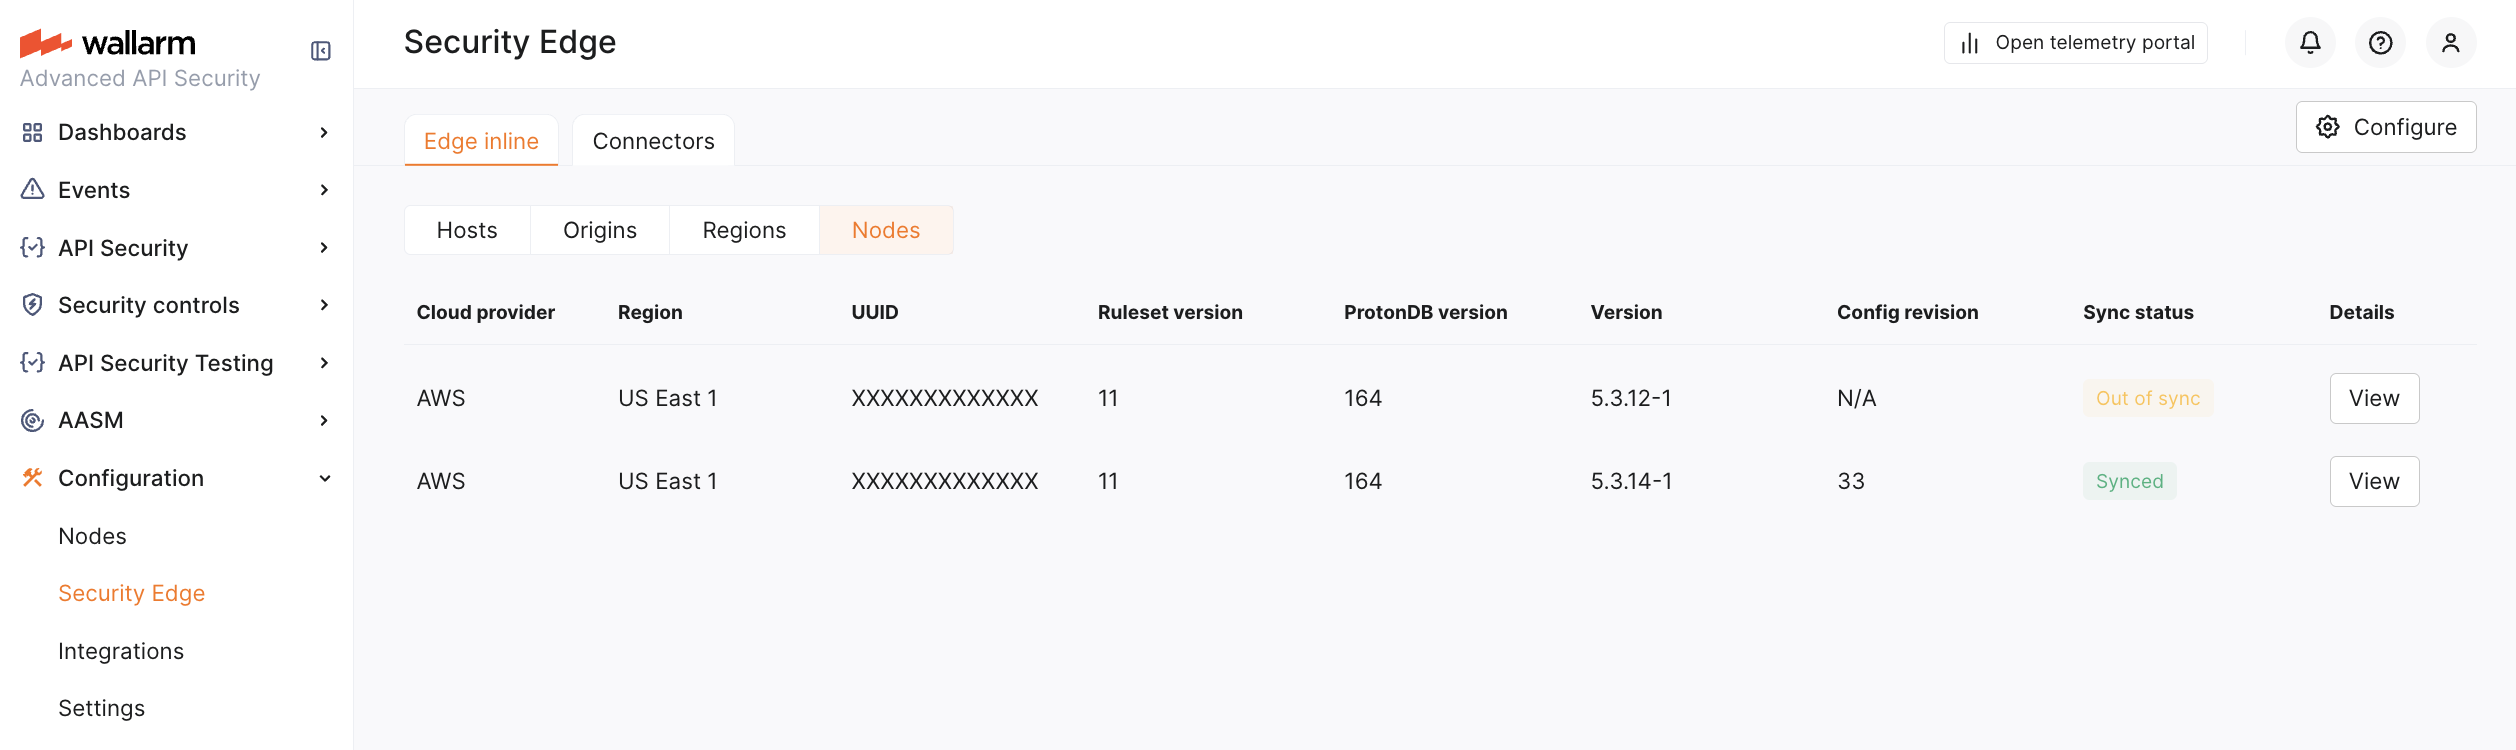 wallarm
Advanced API Security
Dashboards
Events
API Security
Security controls
API Security Testing
AASM
Configuration
Nodes
Security Edge
Integrations
Settings
Security Edge
Open telemetry portal
Edge inline
Connectors
Configure
Hosts
Origins
Regions
Nodes
Cloud provider Region UUID Ruleset version ProtonDB version Version Config revision Sync status Details
AWS US East 1 XXXXXXXXXXXXX 11 164 5.3.12-1 N/A Out of sync View
AWS US East 1 XXXXXXXXXXXXX 11 164 5.3.14-1 33 Synced View